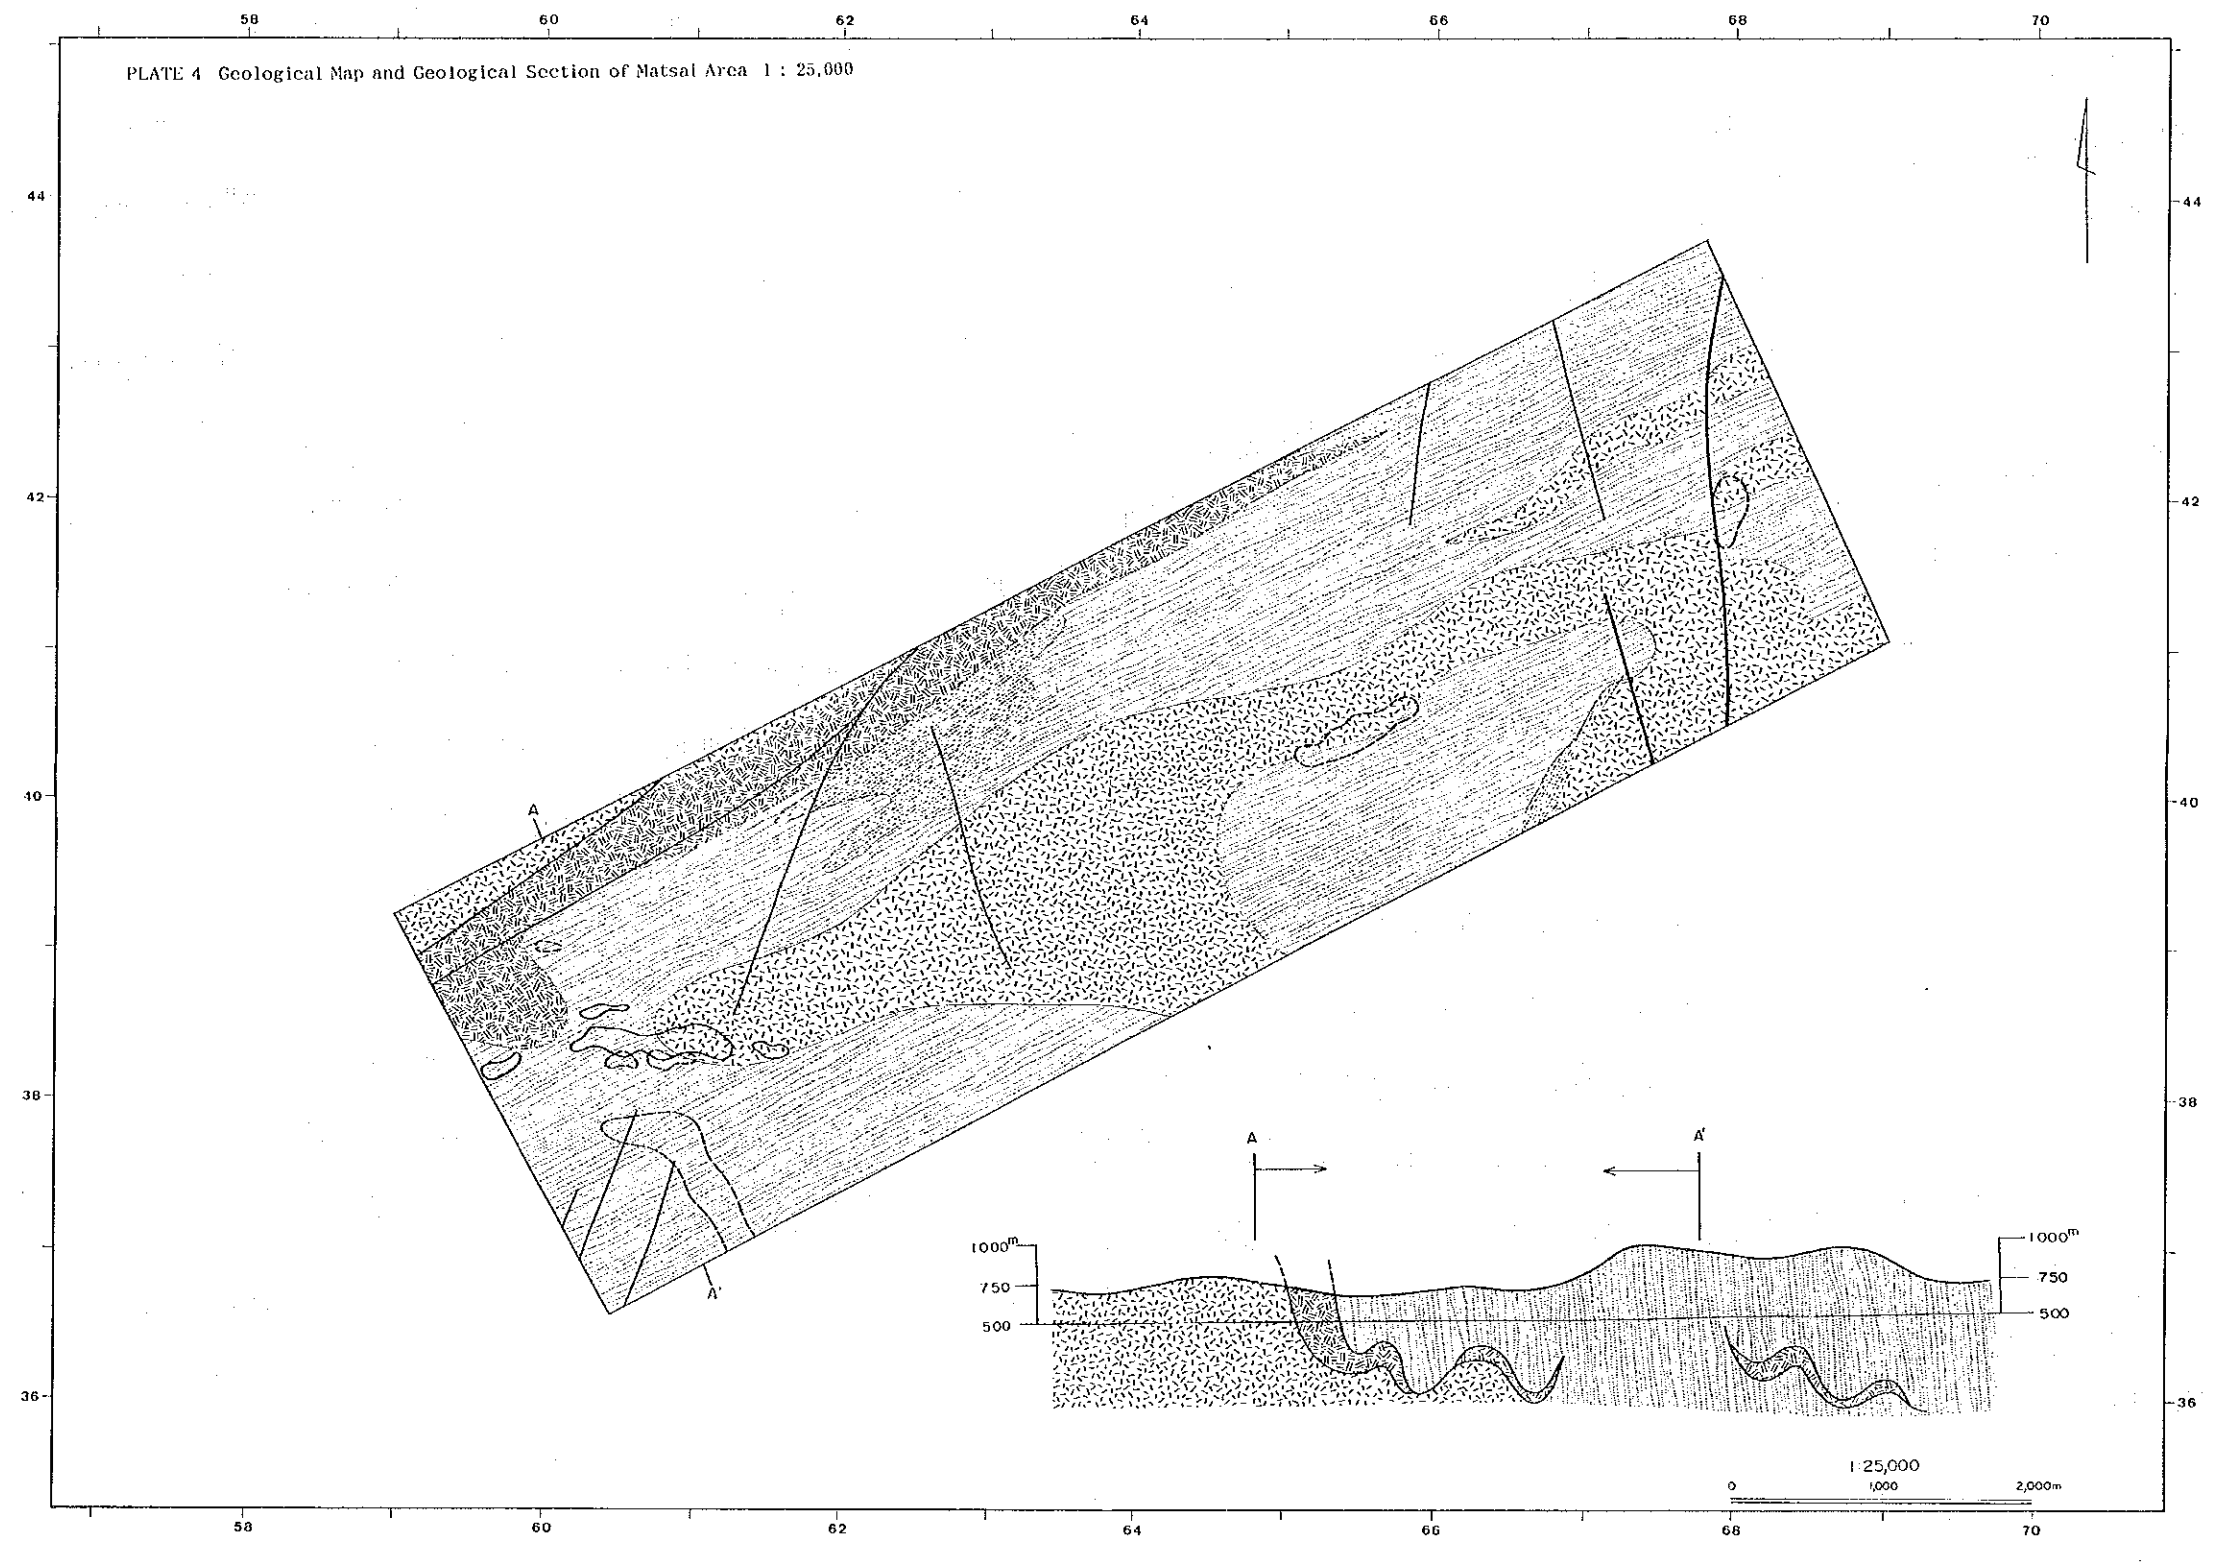 58 60 62 64 66 68 70
PLATE 4 Geological Map and Geological Section of Matsai Area 1 : 25,000
44 44
42 42
40 40
A
38 38
A'
A A'
1000m 1000m
750 750
500 500
36 36
1:25,000
0 1,000 2,000m
58 60 62 64 66 68 70